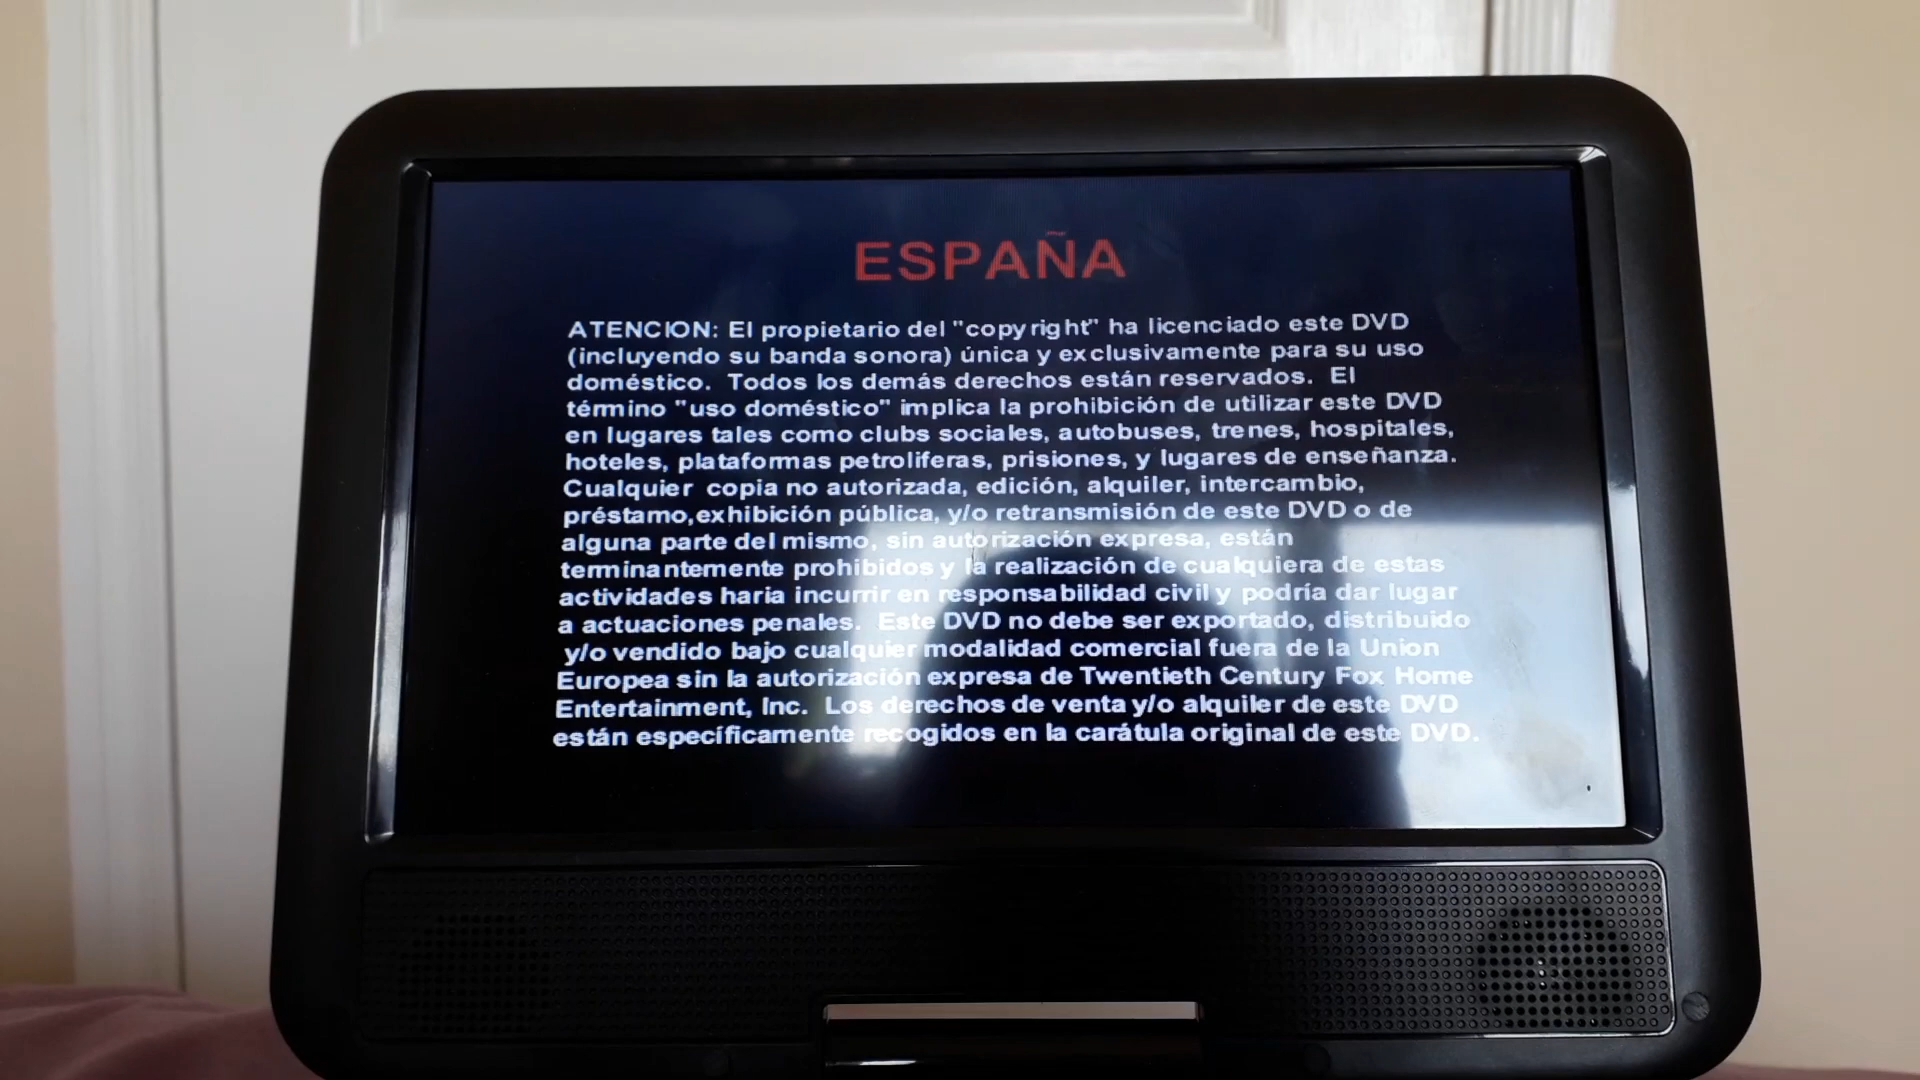 ESPAÑA
ATENCION: El propietario del "copyright" ha licenciado este DVD
(incluyendo su banda sonora) única y exclusivamente para su uso
doméstico. Todos los demás derechos están reservados. El
término "uso doméstico" implica la prohibición de utilizar este DVD
en lugares tales como clubs sociales, autobuses, trenes, hospitales,
hoteles, plataformas petroliferas, prisiones, y lugares de enseñanza.
Cualquier copia no autorizada, edición, alquiler, intercambio,
préstamo,exhibición pública, y/o retransmisión de este DVD o de
alguna parte del mismo, sin autorización expresa, están
terminantemente prohibidos y la realización de cualquiera de estas
actividades haria incurrir en responsabilidad civil y podría dar lugar
a actuaciones penales. Este DVD no debe ser exportado, distribuido
y/o vendido bajo cualquier modalidad comercial fuera de la Union
Europea sin la autorización expresa de Twentieth Century Fox Home
Entertainment, Inc. Los derechos de venta y/o alquiler de este DVD
están específicamente recogidos en la carátula original de este DVD.